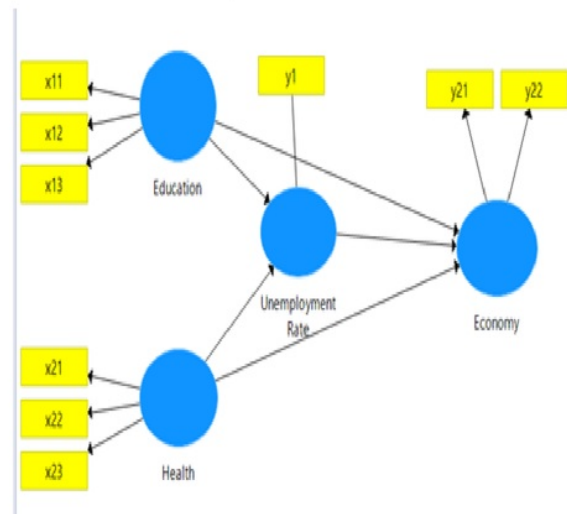 x11
x12
x13
Education
y1
y21
y22
Unemployment
Rate
Economy
x21
x22
x23
Health